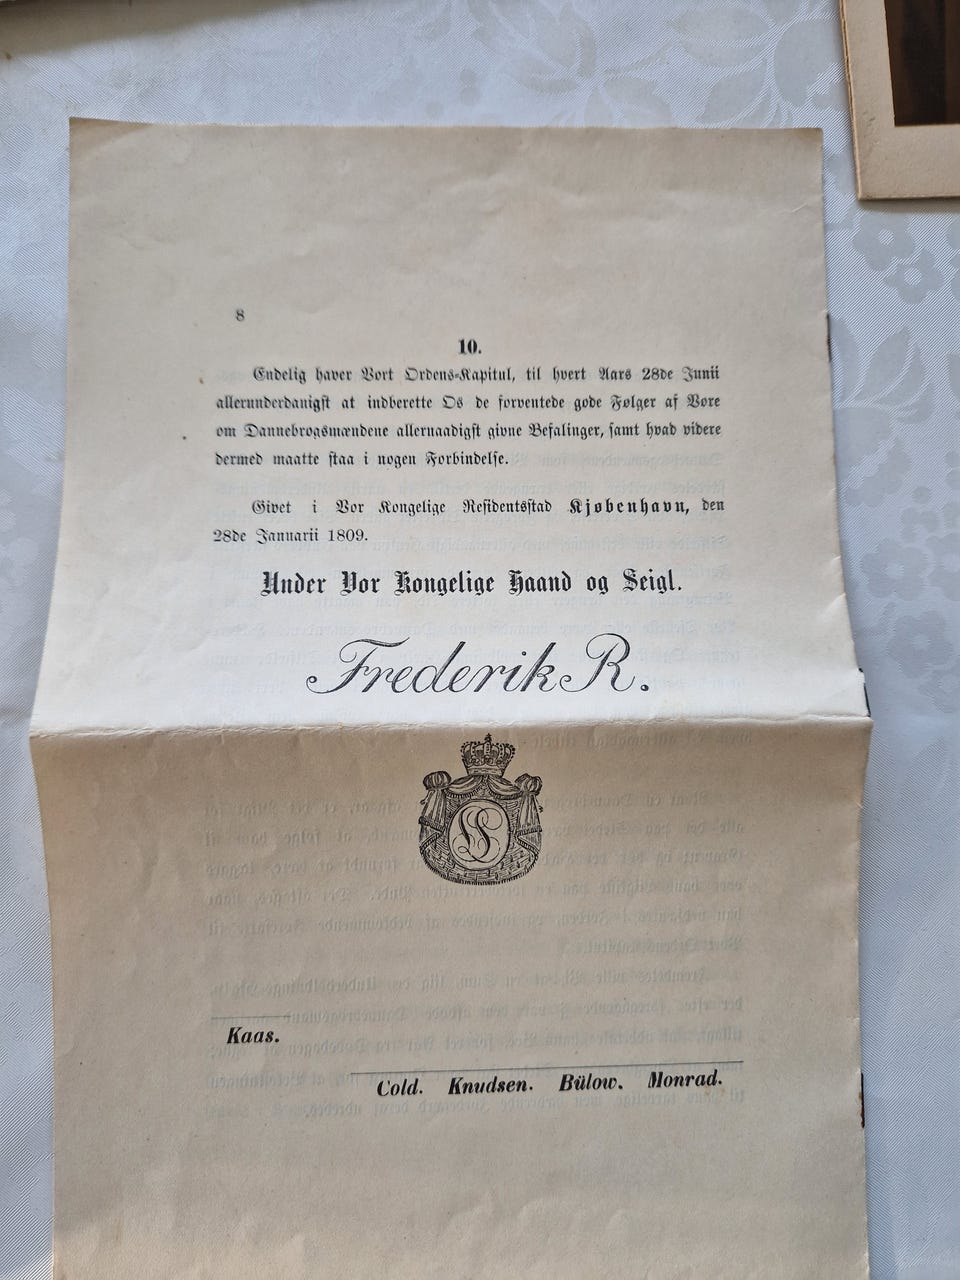 8
10.
Endelig haver Vort Ordens-Kapitul, til hvert Aars 28de Junii
allerunderdanigst at indberette Os de forventede gode Følger af Vore
om Dannebrogsmændene allernaadigst givne Befalinger, samt hvad videre
dermed maatte staa i nogen Forbindelse.
Givet i Vor Kongelige Residentsstad Kjøbenhavn, den
28de Januarii 1809.
Under Vor Kongelige Haand og Seigl.
Frederik R.
LS
Kaas.
Cold. Knudsen. Bülow. Monrad.